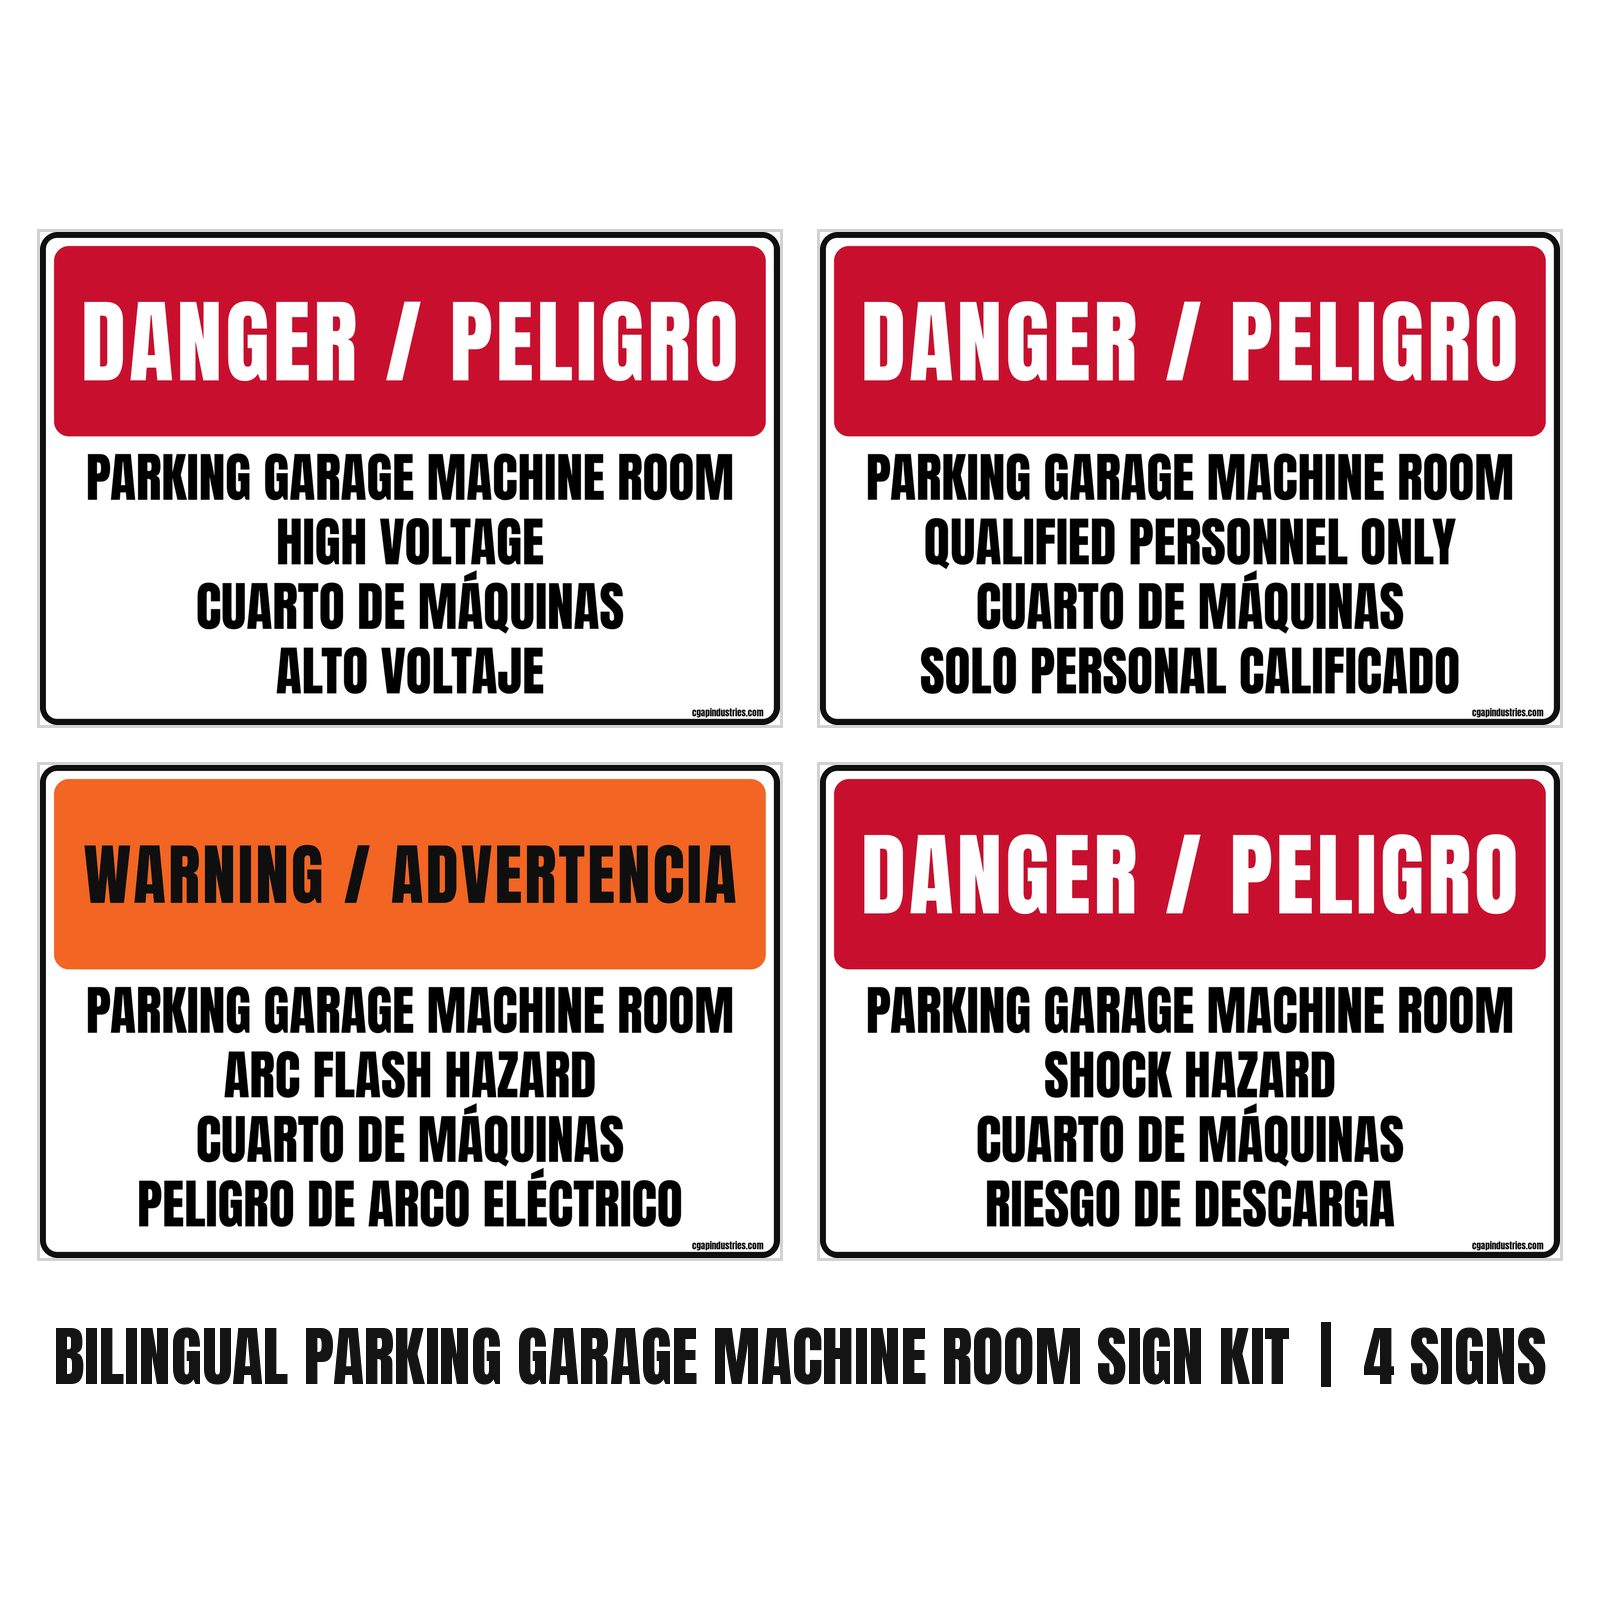 DANGER / PELIGRO
PARKING GARAGE MACHINE ROOM
HIGH VOLTAGE
CUARTO DE MÁQUINAS
ALTO VOLTAJE
cgapindustries.com
DANGER / PELIGRO
PARKING GARAGE MACHINE ROOM
QUALIFIED PERSONNEL ONLY
CUARTO DE MÁQUINAS
SOLO PERSONAL CALIFICADO
cgapindustries.com
WARNING / ADVERTENCIA
PARKING GARAGE MACHINE ROOM
ARC FLASH HAZARD
CUARTO DE MÁQUINAS
PELIGRO DE ARCO ELÉCTRICO
cgapindustries.com
DANGER / PELIGRO
PARKING GARAGE MACHINE ROOM
SHOCK HAZARD
CUARTO DE MÁQUINAS
RIESGO DE DESCARGA
cgapindustries.com
BILINGUAL PARKING GARAGE MACHINE ROOM SIGN KIT | 4 SIGNS